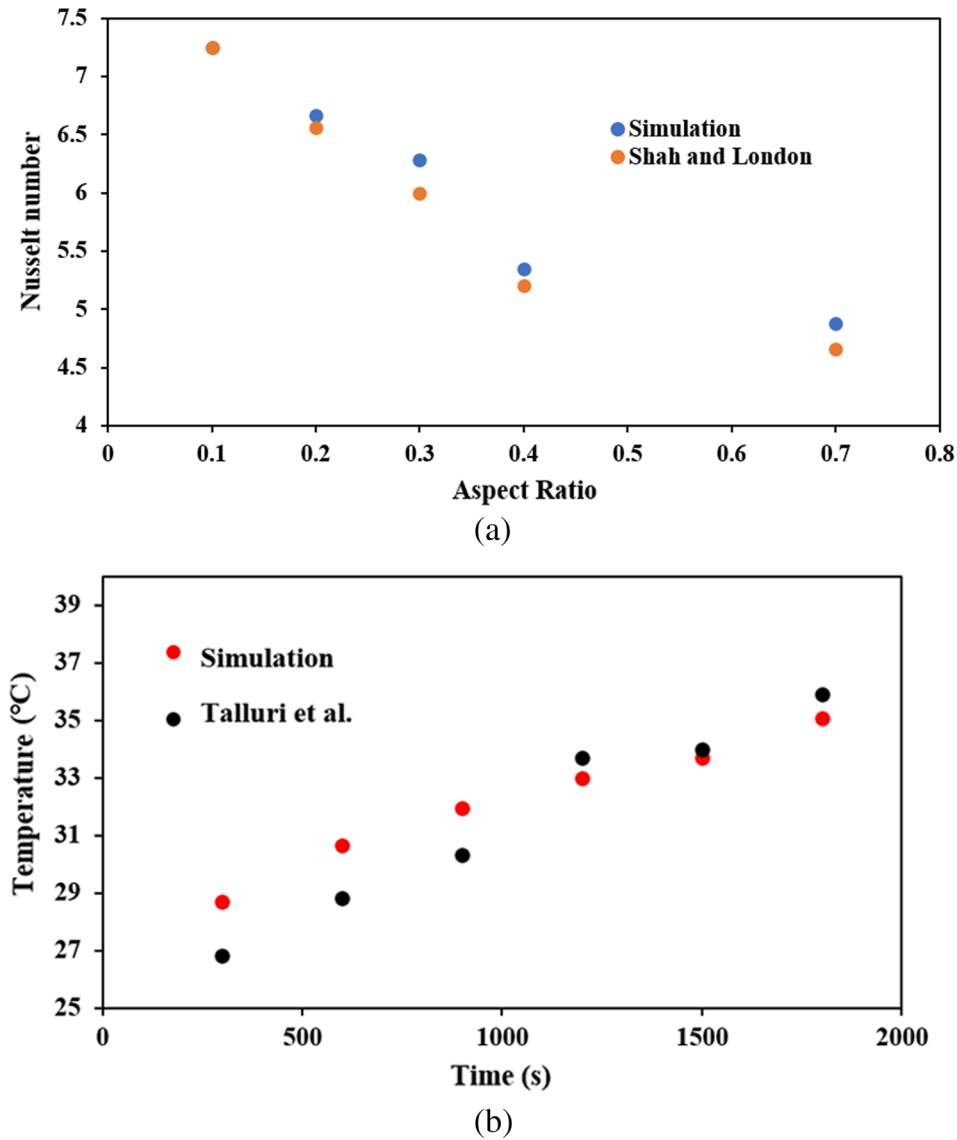 7.5
7
6.5
6
5.5
5
4.5
4
Nusselt number
Simulation
Shah and London
0 0.1 0.2 0.3 0.4 0.5 0.6 0.7 0.8
Aspect Ratio
(a)
39
37
35
33
31
29
27
25
Temperature (°C)
Simulation
Talluri et al.
0 500 1000 1500 2000
Time (s)
(b)